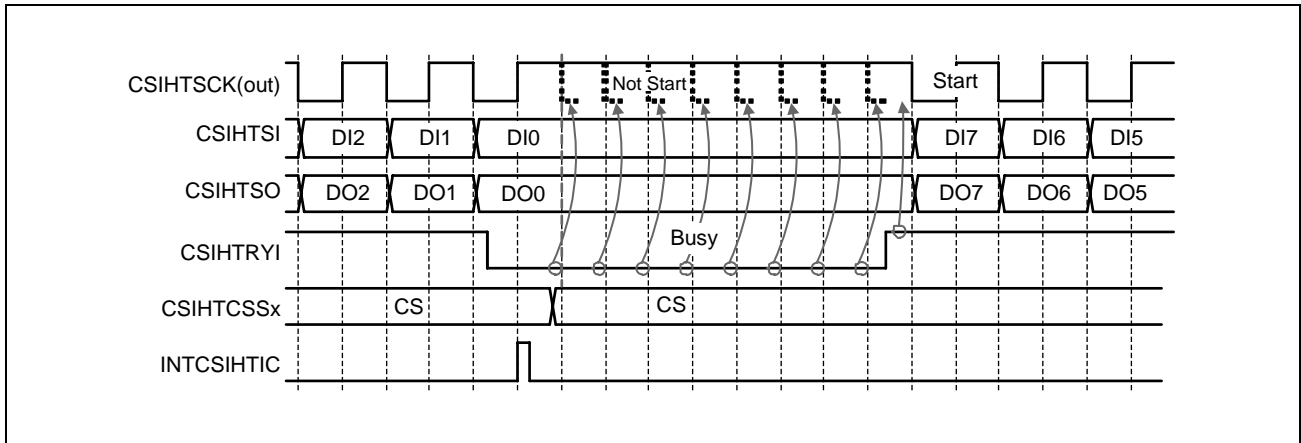 CSIHTSCK(out) Not Start Start
CSIHTSI DI2 DI1 DI0 DI7 DI6 DI5
CSIHTSO DO2 DO1 DO0 DO7 DO6 DO5
CSIHTRYI Busy
CSIHTCSSx CS CS
INTCSIHTIC